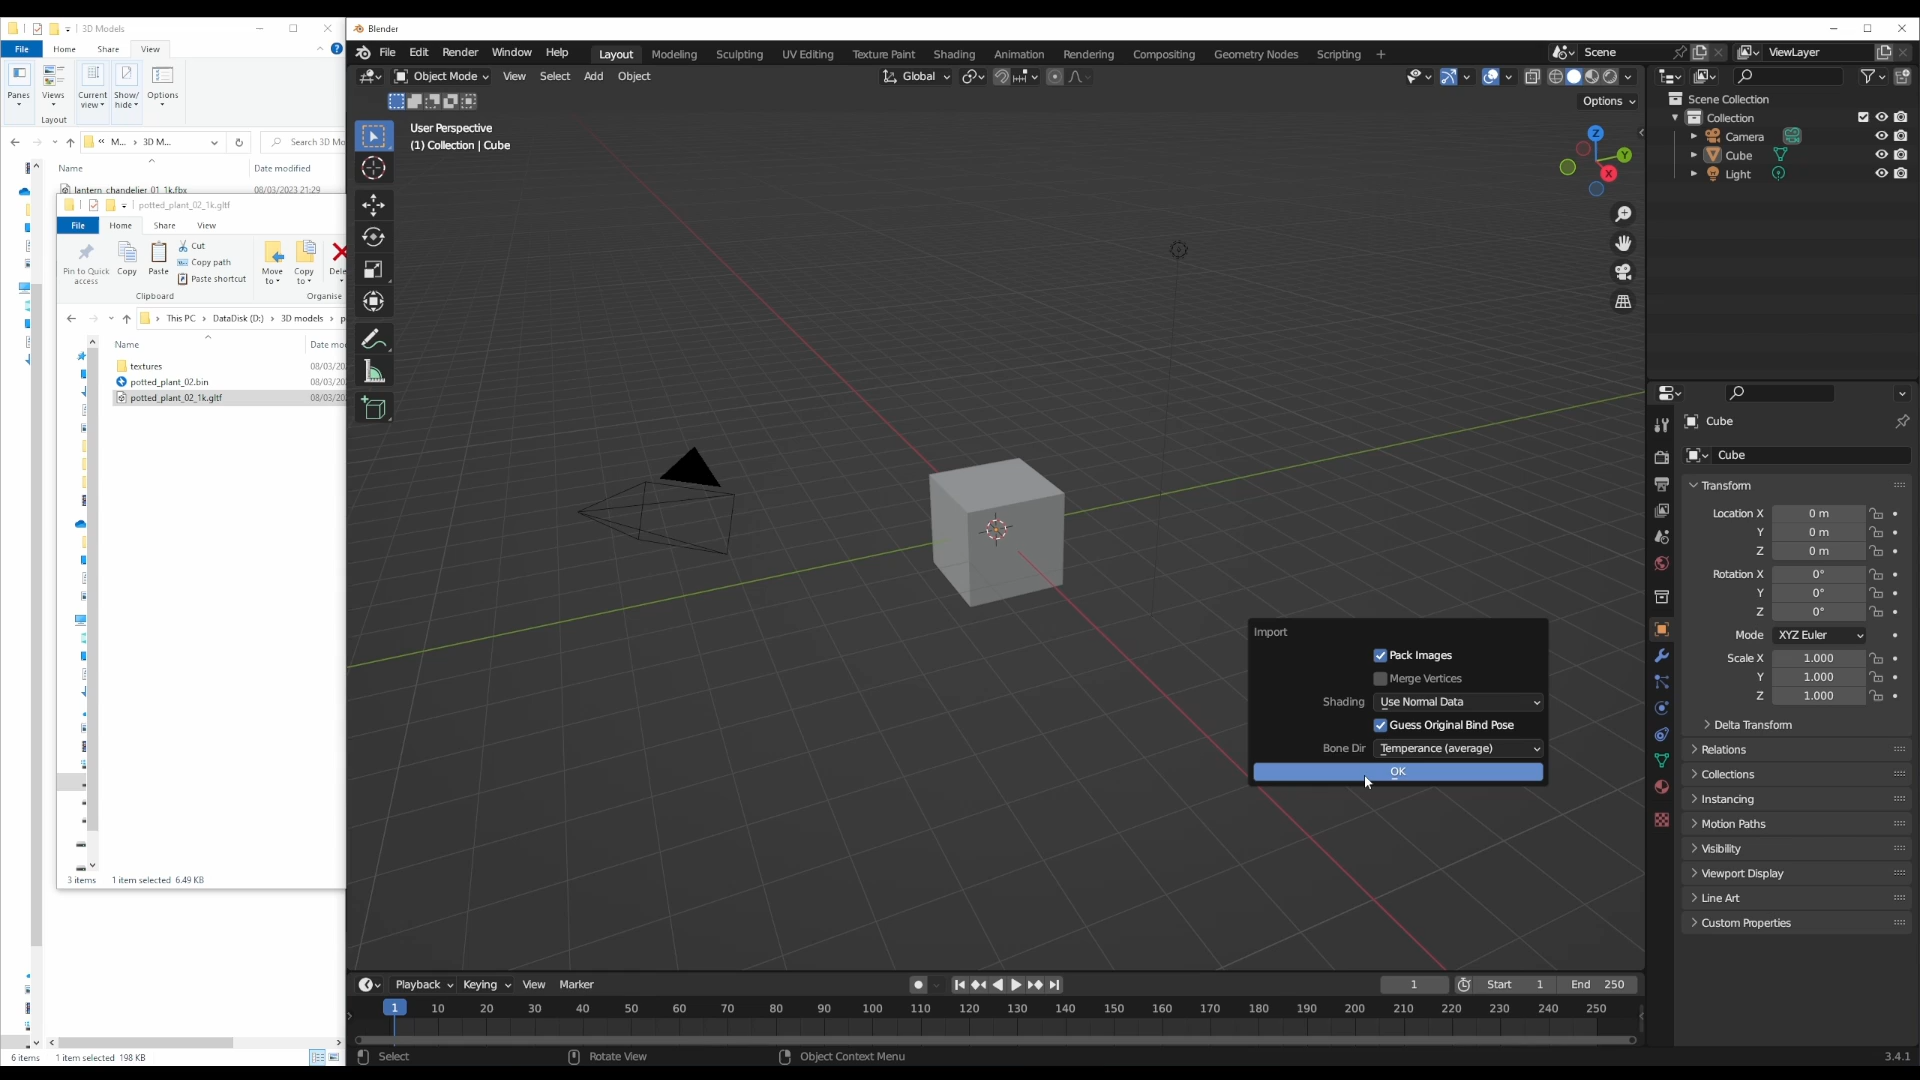 3D Models
File Home Share View
Panes Views Current view Show/ hide Options
Layout
M... 3D M... Search 3D Mo
Name Date modified
lantern_chandelier_01_1k.fbx 08/03/2023 21:29
potted_plant_02_1k.gltf
File Home Share View
Pin to Quick access Copy Paste
Cut
Copy path
Paste shortcut
Move to Copy to Dele
Clipboard Organise
This PC DataDisk (D:) 3D models p
Name Date mo
textures 08/03/20
potted_plant_02.bin 08/03/20
potted_plant_02_1k.gltf 08/03/20
3 items 1 item selected 6.49 KB
6 items 1 item selected 198 KB
Blender
File Edit Render Window Help Layout Modeling Sculpting UV Editing Texture Paint Shading Animation Rendering Compositing Geometry Nodes Scripting +
Scene ViewLayer
Object Mode View Select Add Object Global
Options
User Perspective
(1) Collection | Cube
Z
Y
X
Import
Pack Images
Merge Vertices
Shading Use Normal Data
Guess Original Bind Pose
Bone Dir Temperance (average)
OK
Scene Collection
Collection
Camera
Cube
Light
Cube
Cube
Transform
Location X 0 m
Y 0 m
Z 0 m
Rotation X 0°
Y 0°
Z 0°
Mode XYZ Euler
Scale X 1.000
Y 1.000
Z 1.000
Delta Transform
Relations
Collections
Instancing
Motion Paths
Visibility
Viewport Display
Line Art
Custom Properties
Playback Keying View Marker 1 Start 1 End 250
1 10 20 30 40 50 60 70 80 90 100 110 120 130 140 150 160 170 180 190 200 210 220 230 240 250
Select Rotate View Object Context Menu 3.4.1